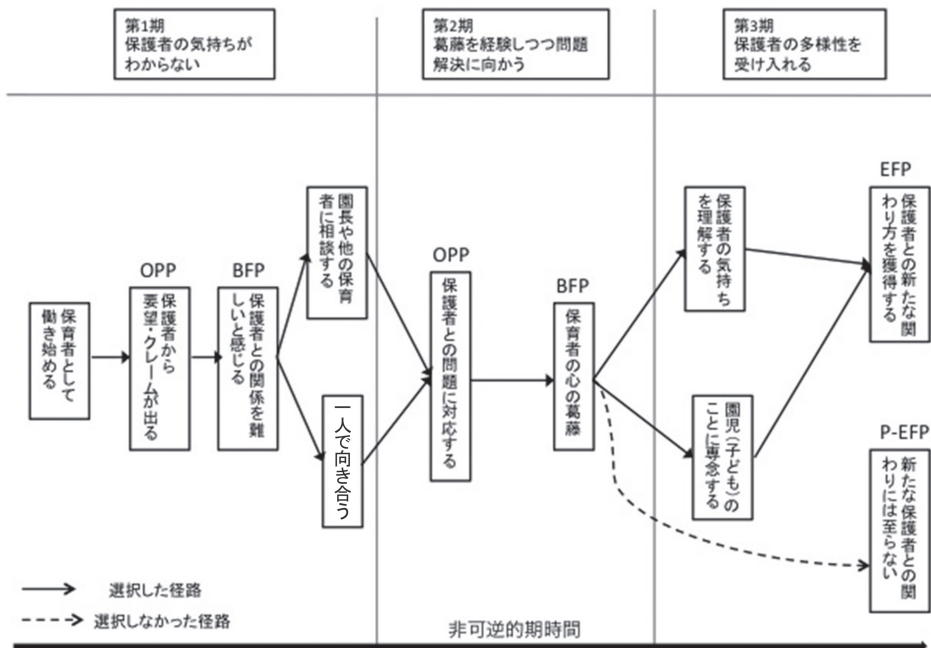 第1期
保護者の気持ちが
わからない
第2期
葛藤を経験しつつ問題
解決に向かう
第3期
保護者の多様性を
受け入れる
保育者として
働き始める
OPP
保護者から
要望・クレームが出る
BFP
保護者との関係を難
しいと感じる
園長や他の保育
者に相談する
一人で向き合う
OPP
保護者との問題に対応する
BFP
保育者の心の葛藤
保護者の気持ち
を理解する
園児(子ども)の
ことに専念する
EFP
保護者との新たな関
わり方を獲得する
P-EFP
新たな保護者との関
わりには至らない
選択した径路
選択しなかった径路
非可逆的期時間